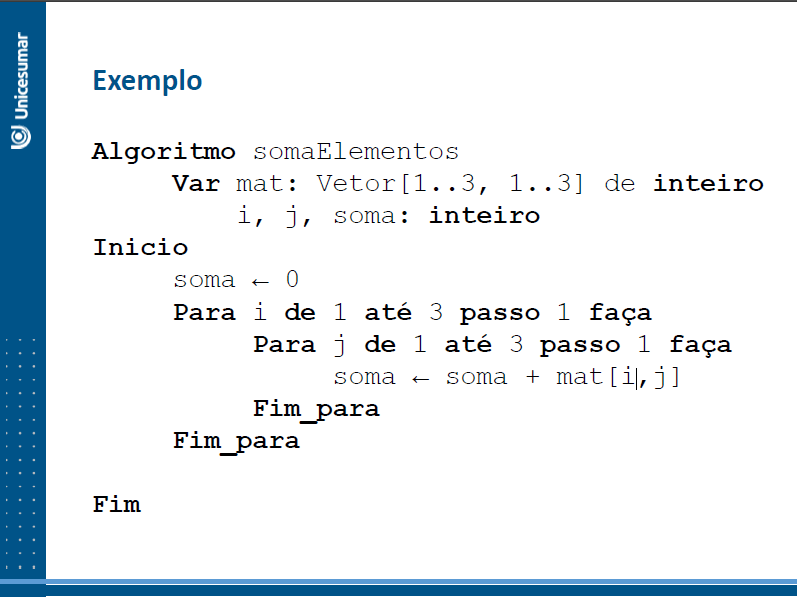 Unicesumar
Exemplo
Algoritmo somaElementos
Var mat: Vetor[1..3, 1..3] de inteiro
i, j, soma: inteiro
Inicio
soma ← 0
Para i de 1 até 3 passo 1 faça
Para j de 1 até 3 passo 1 faça
soma ← soma + mat[i,j]
Fim_para
Fim_para
Fim